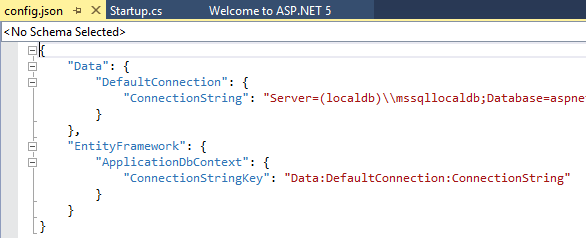 config.json Startup.cs Welcome to ASP.NET 5
<No Schema Selected>
{
"Data": {
"DefaultConnection": {
"ConnectionString": "Server=(localdb)\\mssqllocaldb;Database=aspne
}
},
"EntityFramework": {
"ApplicationDbContext": {
"ConnectionStringKey": "Data:DefaultConnection:ConnectionString"
}
}
}